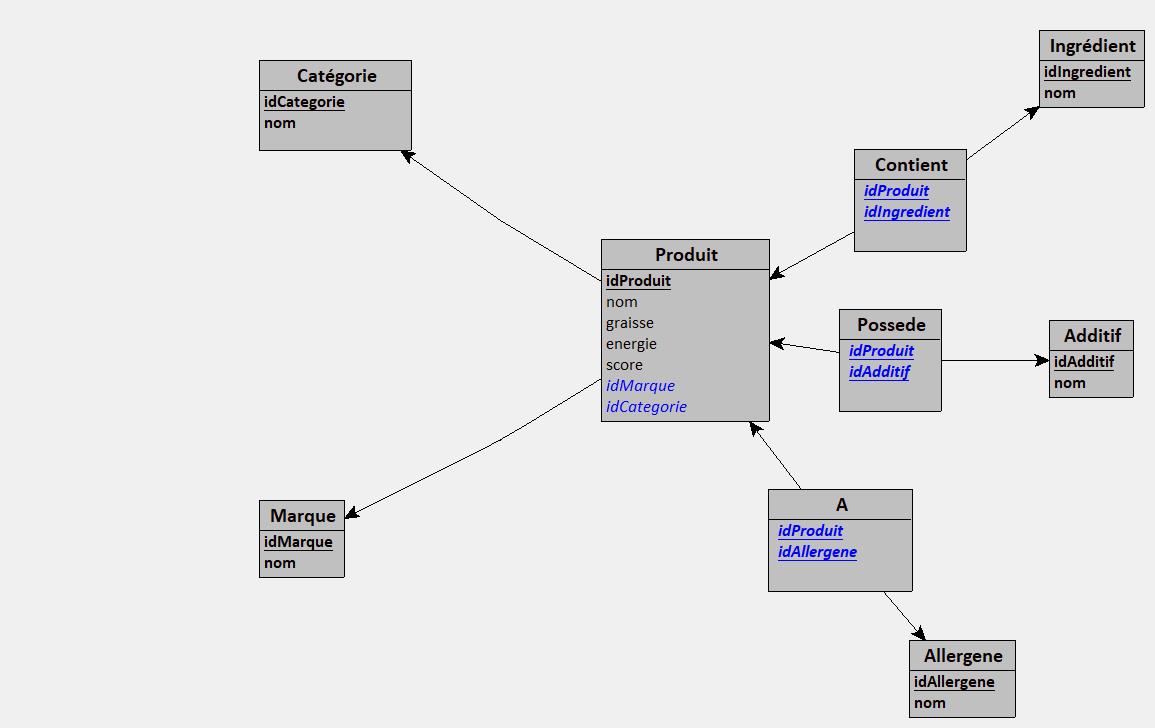 Catégorie
idCategorie
nom
Ingrédient
idIngredient
nom
Contient
idProduit
idIngredient
Produit
idProduit
nom
graisse
energie
score
idMarque
idCategorie
Possede
idProduit
idAdditif
Additif
idAdditif
nom
Marque
idMarque
nom
A
idProduit
idAllergene
Allergene
idAllergene
nom